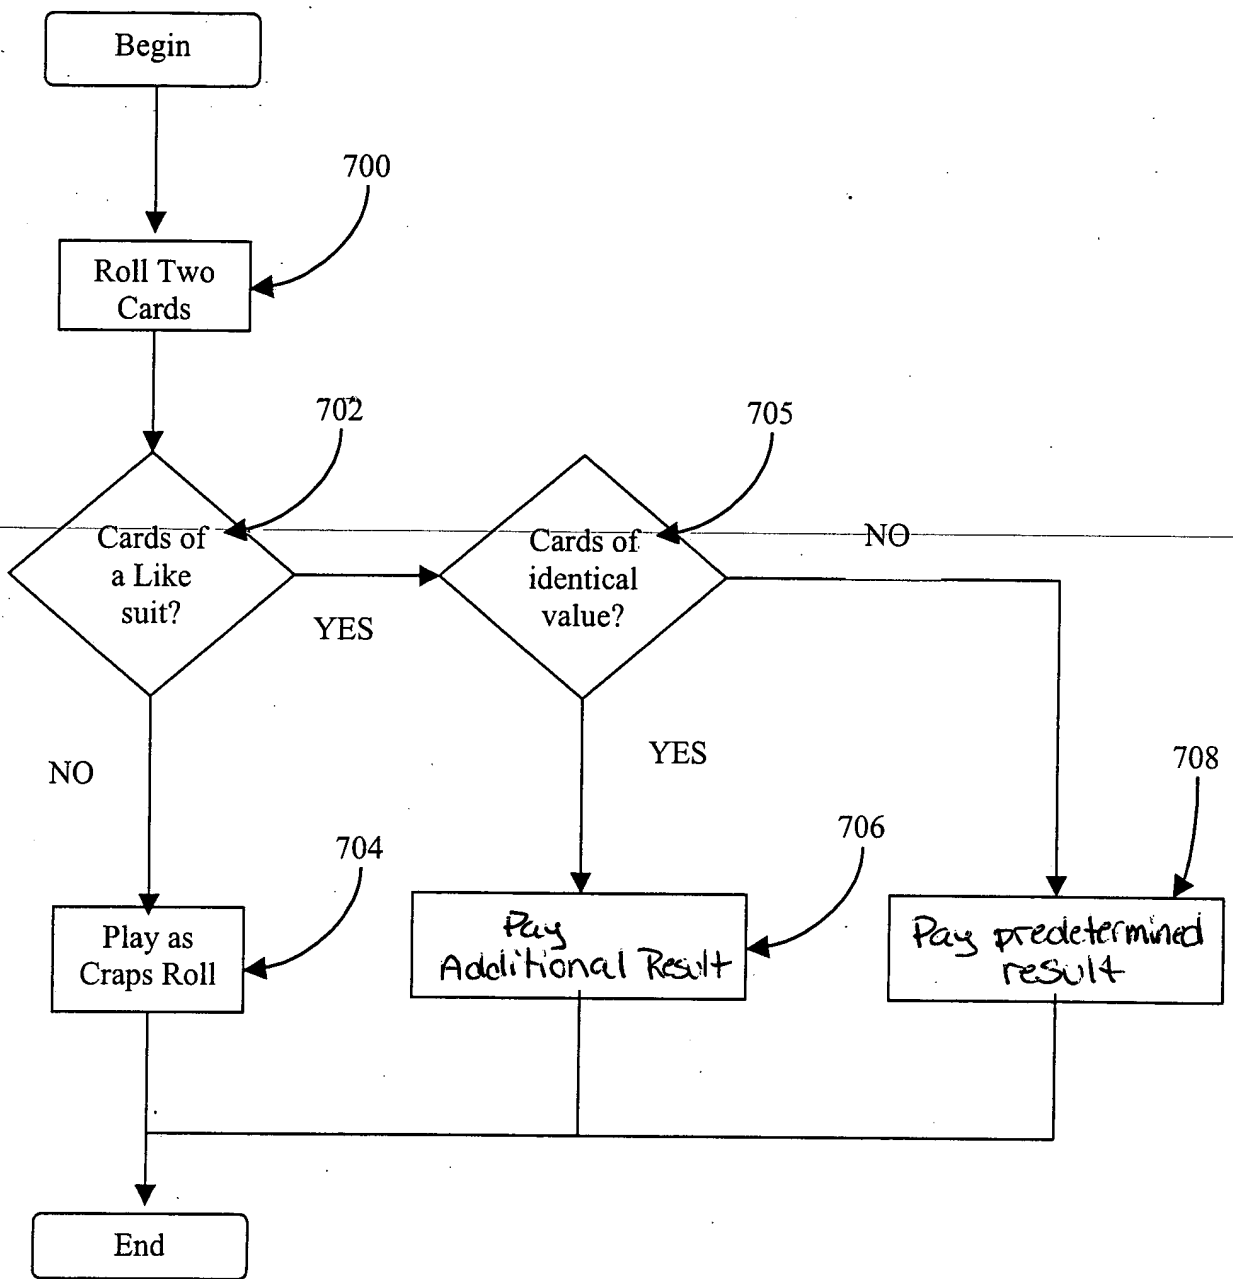 Begin
700
Roll Two
Cards
702
705
Cards of
a Like
suit?
YES
Cards of
identical
value?
NO
NO
YES
708
704
706
Play as
Craps Roll
Pay
Additional Result
Pay predetermined
result
End